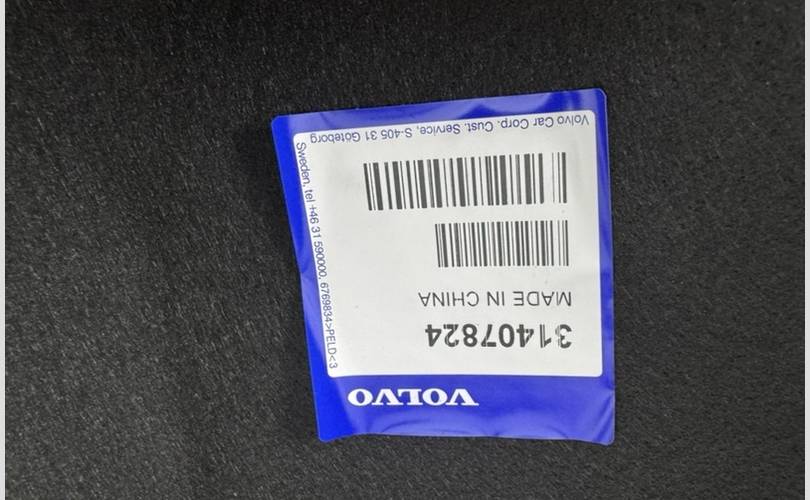 VOLVO
31407824
MADE IN CHINA
Volvo Car Corp. Cust. Service, S-405 31 Göteborg
Sweden, tel +46 31 590000, 6769834>PELD<3